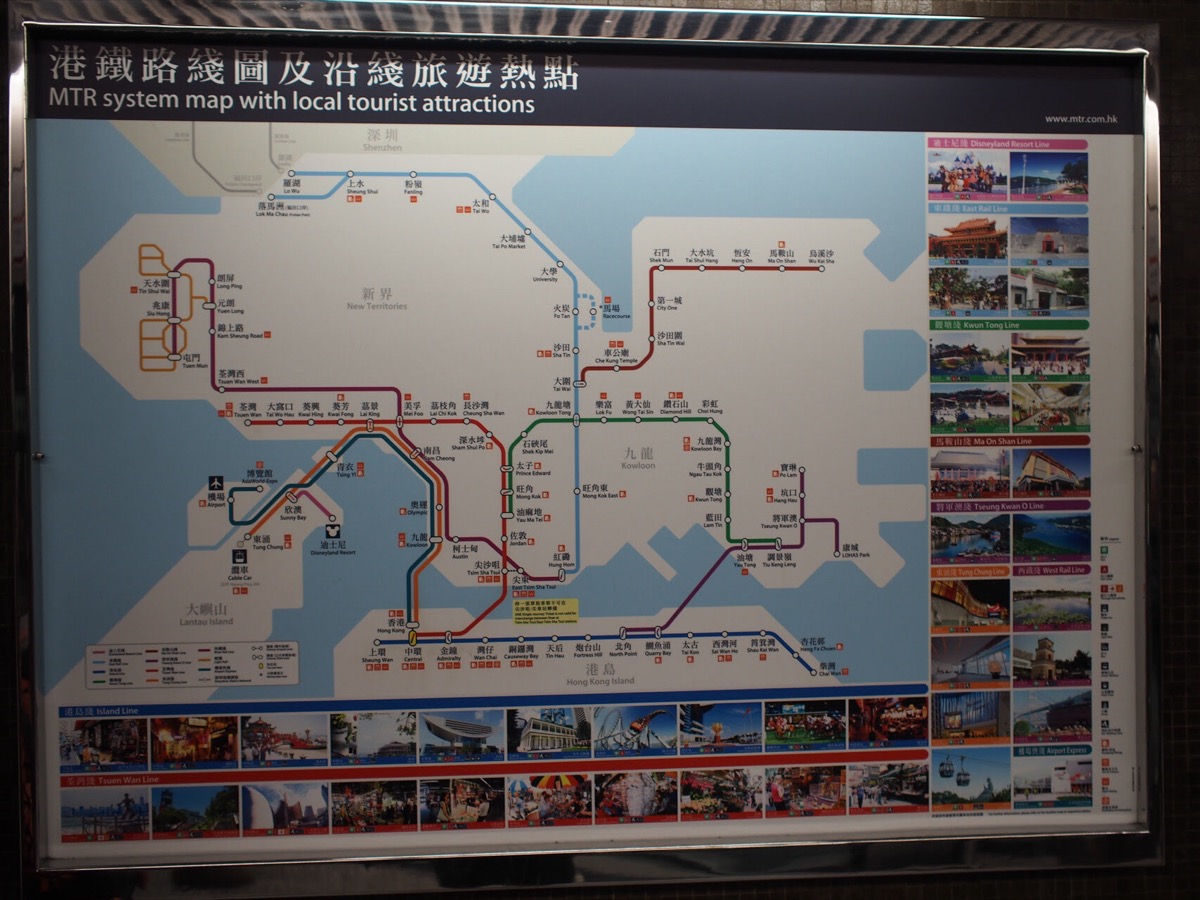 港鐵路綫圖及沿綫旅遊熱點
MTR system map with local tourist attractions
www.mtr.com.hk
深圳
Shenzhen
羅湖
Lo Wu
落馬洲
Lok Ma Chau
上水
Sheung Shui
粉嶺
Fanling
太和
Tai Wo
大埔墟
Tai Po Market
大學
University
火炭
Fo Tan
馬場
Racecourse
沙田
Sha Tin
大圍
Tai Wai
石門
Shek Mun
大水坑
Tai Shui Hang
恆安
Heng On
馬鞍山
Ma On Shan
烏溪沙
Wu Kai Sha
第一城
City One
沙田圍
Sha Tin Wai
車公廟
Che Kung Temple
新界
New Territories
天水圍
Tin Shui Wai
兆康
Siu Hong
屯門
Tuen Mun
朗屏
Long Ping
元朗
Yuen Long
錦上路
Kam Sheung Road
荃灣西
Tsuen Wan West
荃灣
Tsuen Wan
大窩口
Tai Wo Hau
葵興
Kwai Hing
葵芳
Kwai Fong
荔景
Lai King
美孚
Mei Foo
荔枝角
Lai Chi Kok
長沙灣
Cheung Sha Wan
深水埗
Sham Shui Po
九龍塘
Kowloon Tong
樂富
Lok Fu
黃大仙
Wong Tai Sin
鑽石山
Diamond Hill
彩虹
Choi Hung
石硤尾
Shek Kip Mei
太子
Prince Edward
旺角
Mong Kok
油麻地
Yau Ma Tei
佐敦
Jordan
九龍
Kowloon
旺角東
Mong Kok East
九龍灣
Kowloon Bay
牛頭角
Ngau Tau Kok
觀塘
Kwun Tong
藍田
Lam Tin
油塘
Yau Tong
調景嶺
Tiu Keng Leng
寶琳
Po Lam
坑口
Hang Hau
將軍澳
Tseung Kwan O
康城
LOHAS Park
南昌
Nam Cheong
奧運
Olympic
九龍
Kowloon
柯士甸
Austin
尖沙咀
Tsim Sha Tsui
尖東
East Tsim Sha Tsui
紅磡
Hung Hom
青衣
Tsing Yi
博覽館
AsiaWorld-Expo
機場
Airport
欣澳
Sunny Bay
東涌
Tung Chung
迪士尼
Disneyland Resort
纜車
Cable Car
大嶼山
Lantau Island
香港
Hong Kong
上環
Sheung Wan
中環
Central
金鐘
Admiralty
灣仔
Wan Chai
銅鑼灣
Causeway Bay
天后
Tin Hau
炮台山
Fortress Hill
北角
North Point
鰂魚涌
Quarry Bay
太古
Tai Koo
西灣河
Sai Wan Ho
筲箕灣
Shau Kei Wan
杏花邨
Heng Fa Chuen
柴灣
Chai Wan
港島
Hong Kong Island
港島綫 Island Line
荃灣綫 Tsuen Wan Line
迪士尼綫 Disneyland Resort Line
東鐵綫 East Rail Line
觀塘綫 Kwun Tong Line
馬鞍山綫 Ma On Shan Line
將軍澳綫 Tseung Kwan O Line
東涌綫 Tung Chung Line
西鐵綫 West Rail Line
機場快綫 Airport Express